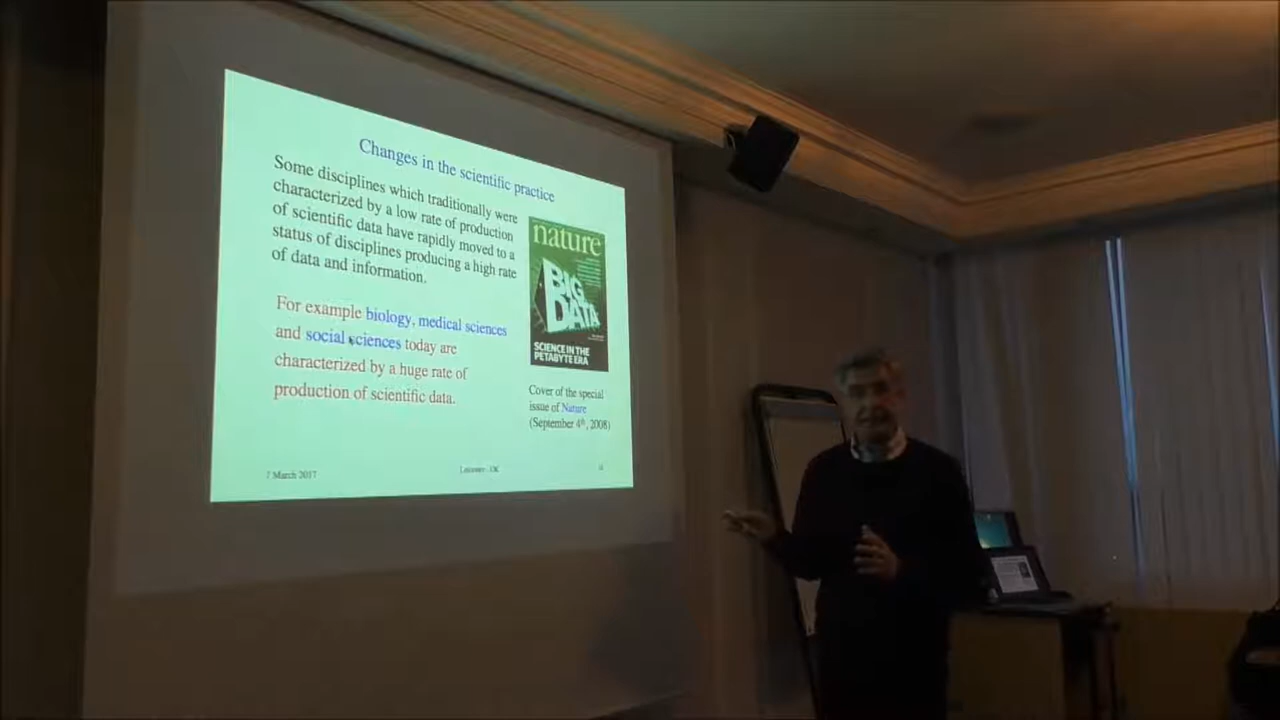 Changes in the scientific practice
Some disciplines which traditionally were
characterized by a low rate of production
of scientific data have rapidly moved to a
status of disciplines producing a high rate
of data and information.
For example biology, medical sciences
and social sciences today are
characterized by a huge rate of
production of scientific data.
nature
BIG
DATA
SCIENCE IN THE
PETABYTE ERA
Cover of the special
issue of Nature
(September 4th, 2008)
7 March 2017